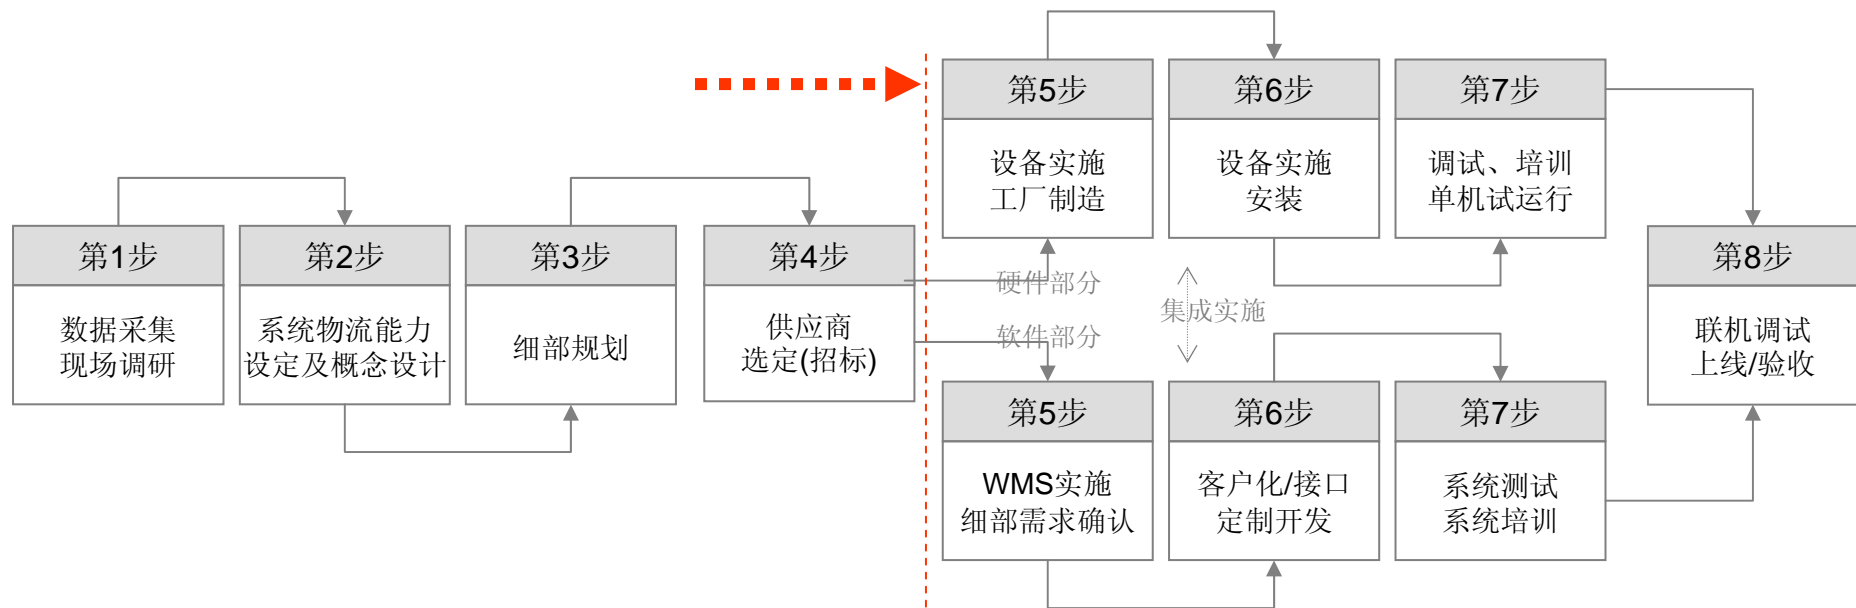 第1步
数据采集
现场调研
第2步
系统物流能力
设定及概念设计
第3步
细部规划
第4步
供应商
选定(招标)
硬件部分
软件部分
第5步
设备实施
工厂制造
第6步
设备实施
安装
第7步
调试、培训
单机试运行
集成实施
第5步
WMS实施
细部需求确认
第6步
客户化/接口
定制开发
第7步
系统测试
系统培训
第8步
联机调试
上线/验收